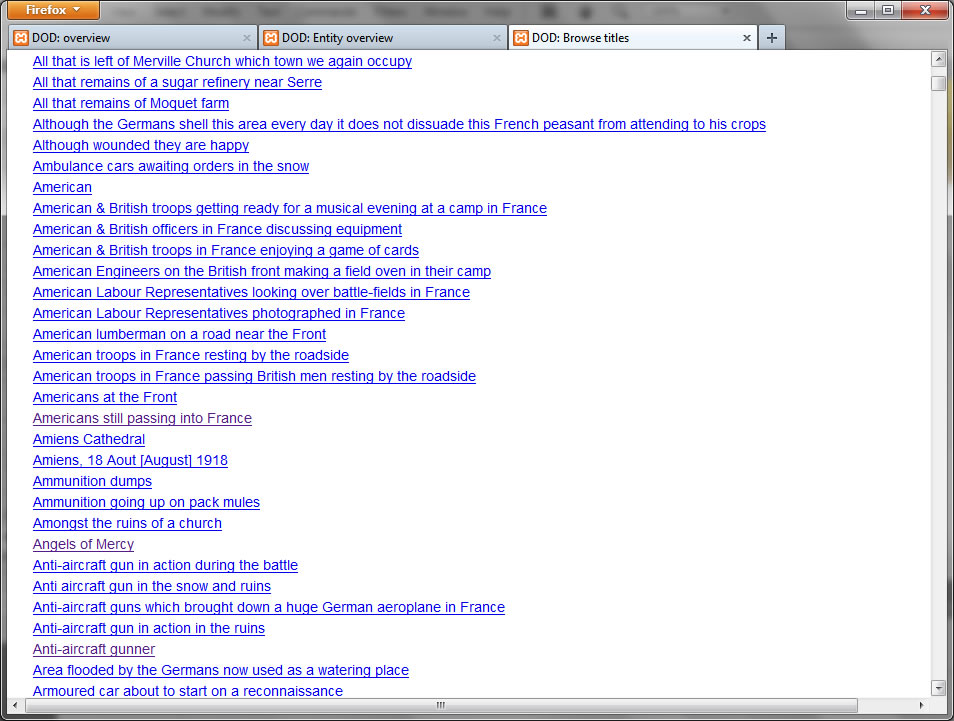 Firefox
DOD: overview
DOD: Entity overview
DOD: Browse titles
All that is left of Merville Church which town we again occupy
All that remains of a sugar refinery near Serre
All that remains of Moquet farm
Although the Germans shell this area every day it does not dissuade this French peasant from attending to his crops
Although wounded they are happy
Ambulance cars awaiting orders in the snow
American
American & British troops getting ready for a musical evening at a camp in France
American & British officers in France discussing equipment
American & British troops in France enjoying a game of cards
American Engineers on the British front making a field oven in their camp
American Labour Representatives looking over battle-fields in France
American Labour Representatives photographed in France
American lumberman on a road near the Front
American troops in France resting by the roadside
American troops in France passing British men resting by the roadside
Americans at the Front
Americans still passing into France
Amiens Cathedral
Amiens, 18 Aout [August] 1918
Ammunition dumps
Ammunition going up on pack mules
Amongst the ruins of a church
Angels of Mercy
Anti-aircraft gun in action during the battle
Anti aircraft gun in the snow and ruins
Anti-aircraft guns which brought down a huge German aeroplane in France
Anti-aircraft gun in action in the ruins
Anti-aircraft gunner
Area flooded by the Germans now used as a watering place
Armoured car about to start on a reconnaissance